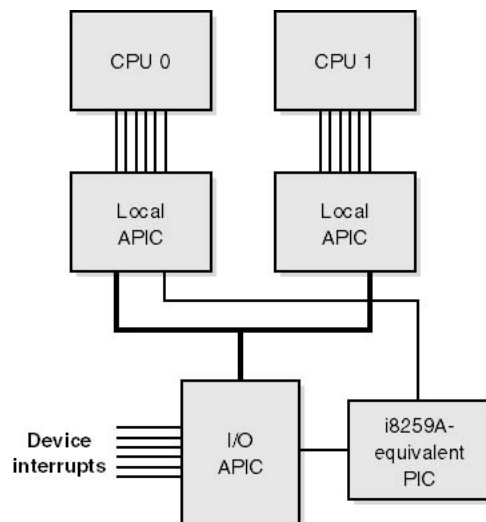 CPU 0
CPU 1
Local
APIC
Local
APIC
Device
interrupts
I/O
APIC
i8259A-
equivalent
PIC